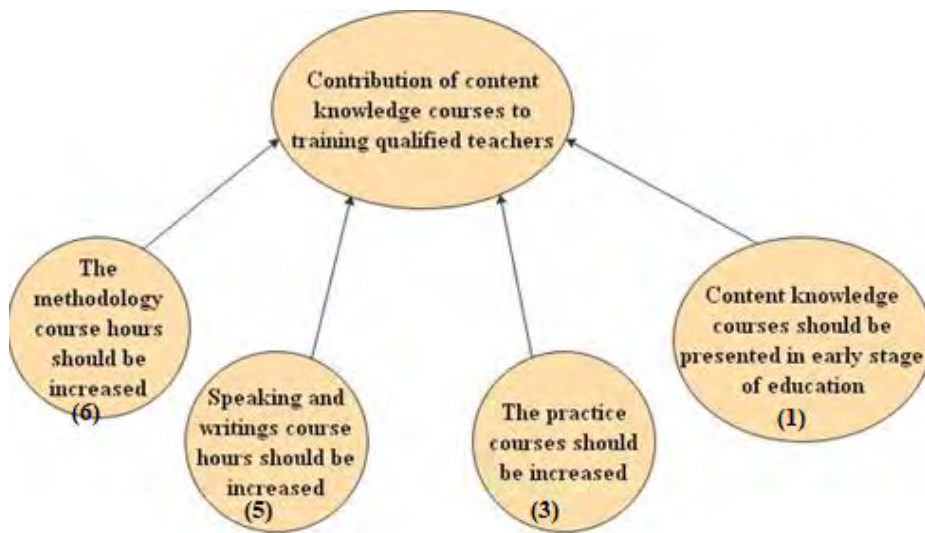 Contribution of content
knowledge courses to
training qualified teachers
The
methodology
course hours
should be
increased
(6)
Speaking and
writings course
hours should be
increased
(5)
The practice
courses should
be increased
(3)
Content knowledge
courses should be
presented in early stage
of education
(1)